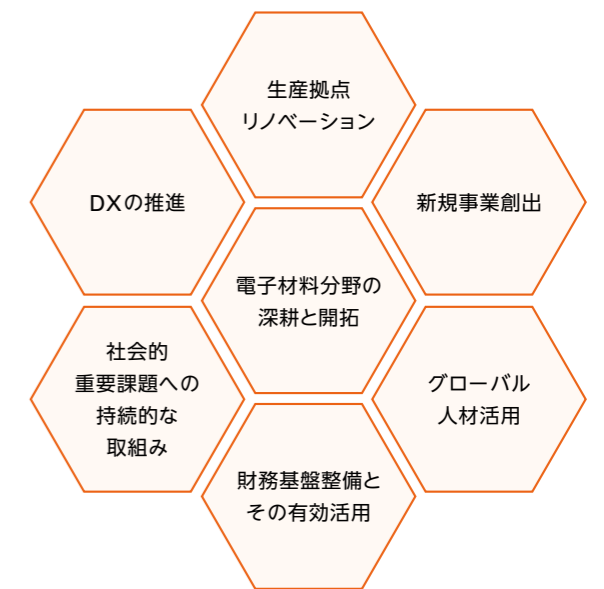 生産拠点
リノベーション
DXの推進
新規事業創出
電子材料分野の
深耕と開拓
社会的
重要課題への
持続的な
取組み
グローバル
人材活用
財務基盤整備と
その有効活用